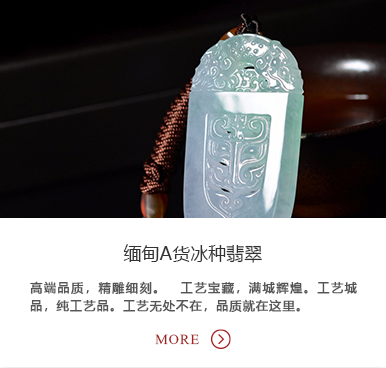 缅甸A货冰种翡翠
高端品质，精雕细刻。　工艺宝藏，满城辉煌。工艺城
品，纯工艺品。工艺无处不在，品质就在这里。
MORE